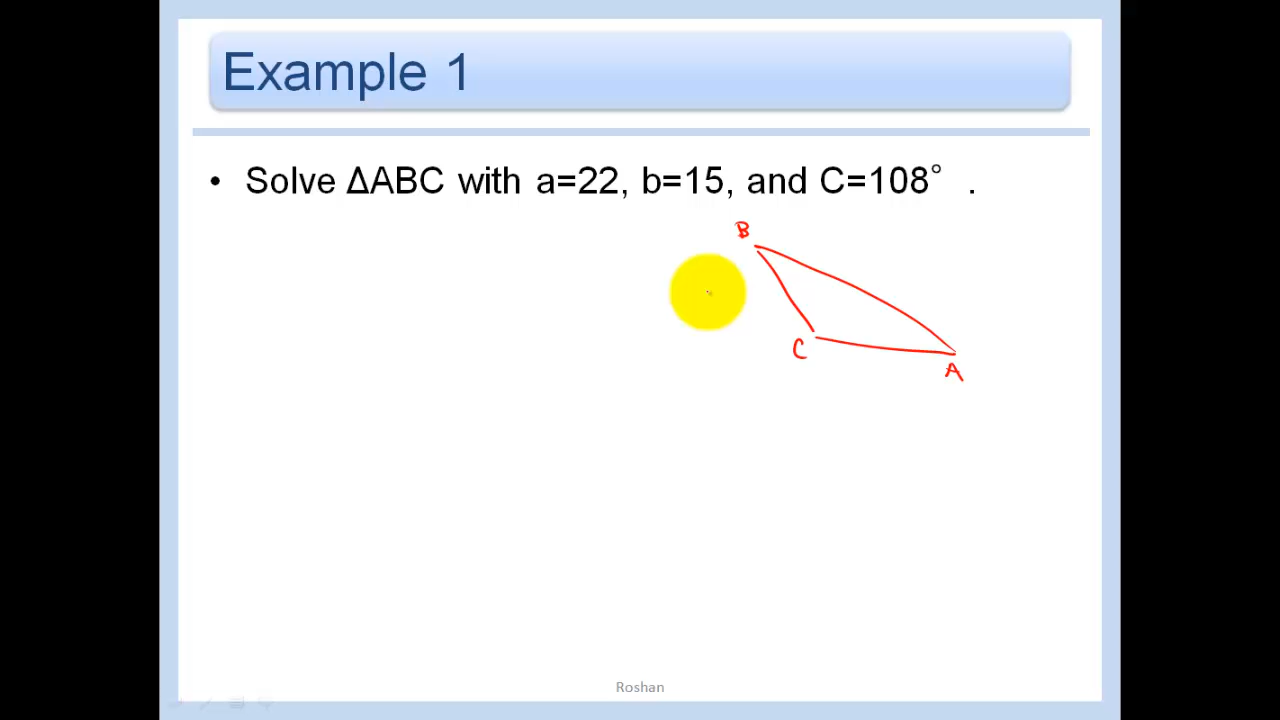 Example 1
• Solve ΔABC with a=22, b=15, and C=108° .
B
C
A
Roshan